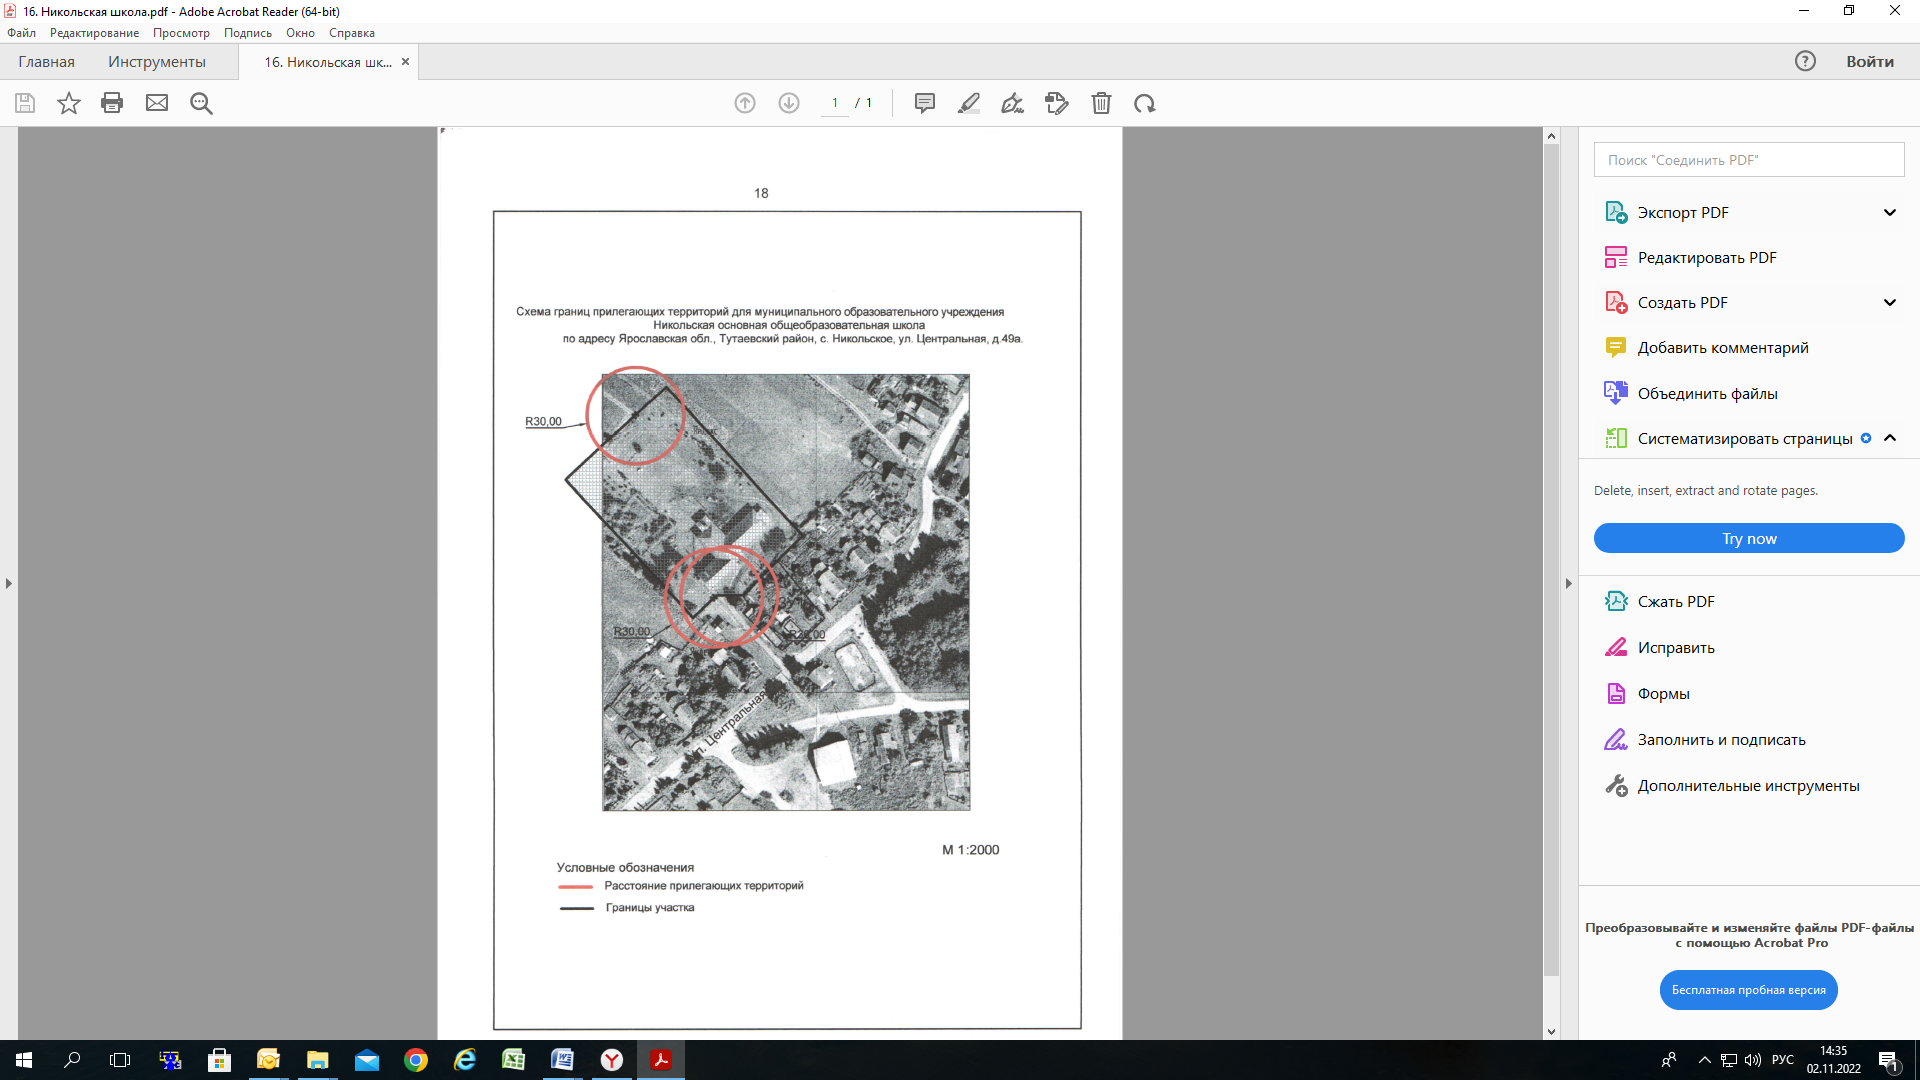 16. Никольская школа.pdf - Adobe Acrobat Reader (64-bit)
Файл Редактирование Просмотр Подпись Окно Справка
Главная Инструменты 16. Никольская шк... × Войти
1 / 1
Поиск "Соединить PDF"
Экспорт PDF
Редактировать PDF
Создать PDF
Добавить комментарий
Объединить файлы
Систематизировать страницы
Delete, insert, extract and rotate pages.
Try now
Сжать PDF
Исправить
Формы
Заполнить и подписать
Дополнительные инструменты
Преобразовывайте и изменяйте файлы PDF-файлы
с помощью Acrobat Pro
Бесплатная пробная версия
18
Схема границ прилегающих территорий для муниципального образовательного учреждения
Никольская основная общеобразовательная школа
по адресу Ярославская обл., Тутаевский район, с. Никольское, ул. Центральная, д.49а.
R30,00
R30,00
R30,00
ул. Центральная
М 1:2000
Условные обозначения
Расстояние прилегающих территорий
Границы участка
РУС
14:35
02.11.2022
1